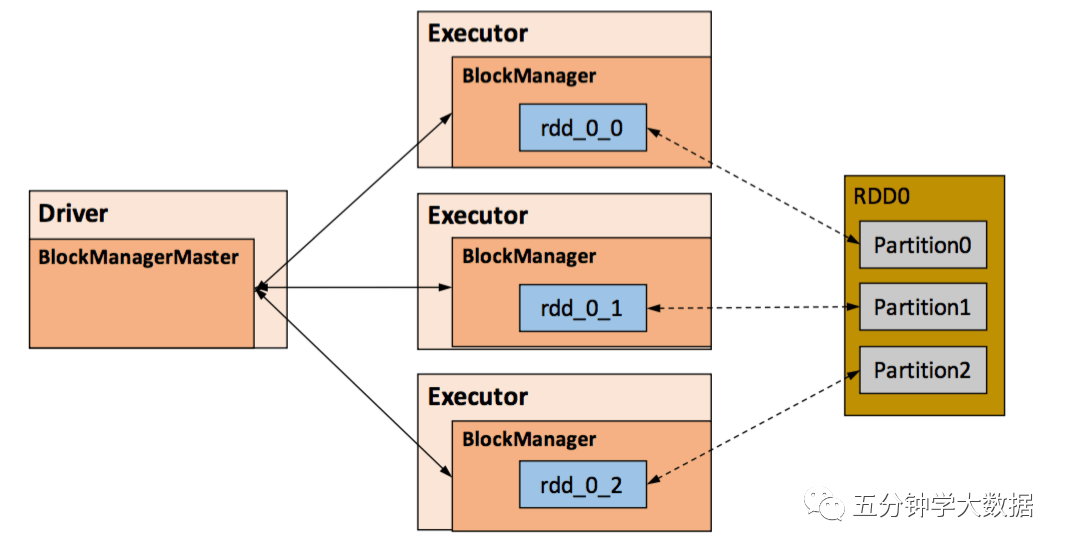 Executor
BlockManager
rdd_0_0
Driver
BlockManagerMaster
Executor
BlockManager
rdd_0_1
Executor
BlockManager
rdd_0_2
RDD0
Partition0
Partition1
Partition2
五分钟学大数据